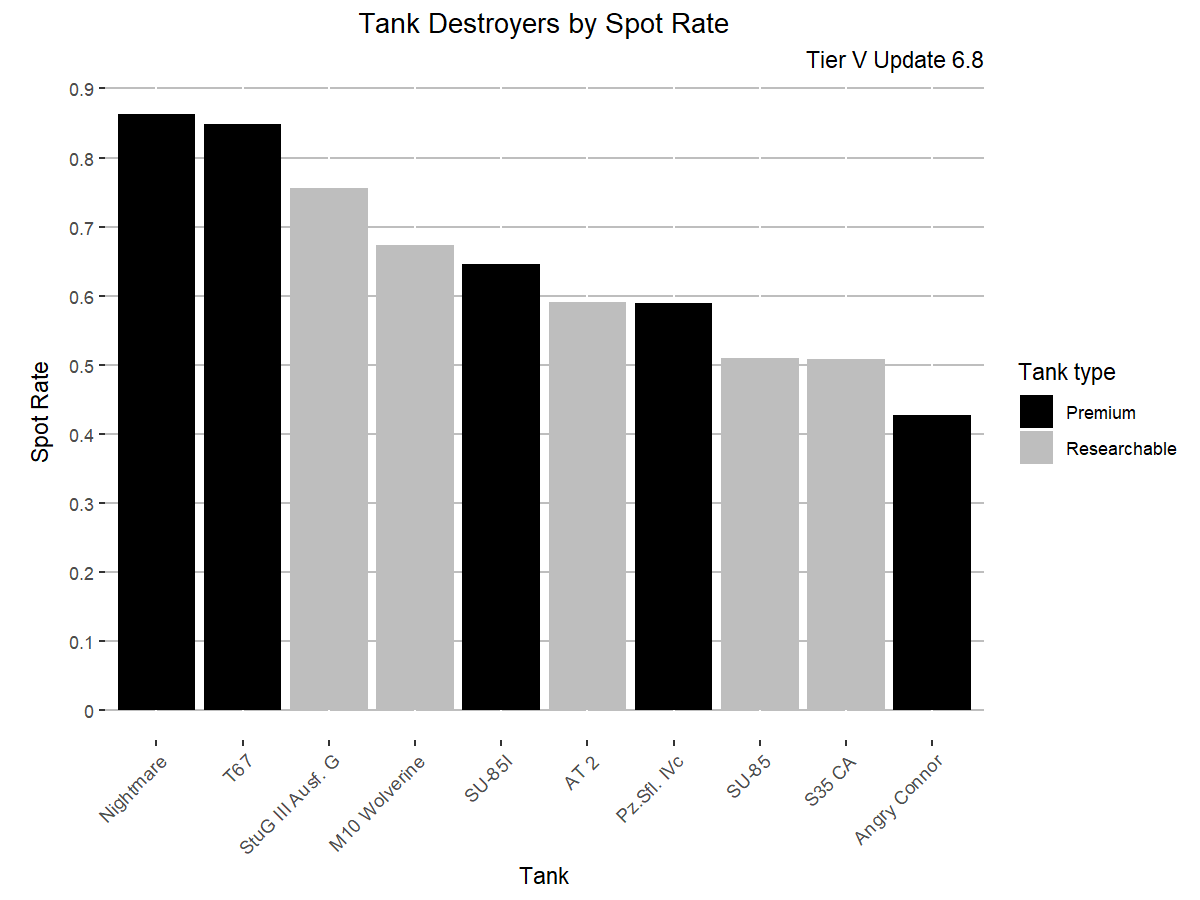 Tank Destroyers by Spot Rate
Tier V Update 6.8
0.9
0.8
0.7
0.6
0.5
0.4
0.3
0.2
0.1
0
Spot Rate
Nightmare
T67
StuG III Ausf. G
M10 Wolverine
SU-85I
AT 2
Pz.Sfl. IVc
SU-85
S35 CA
Angry Connor
Tank
Tank type
Premium
Researchable